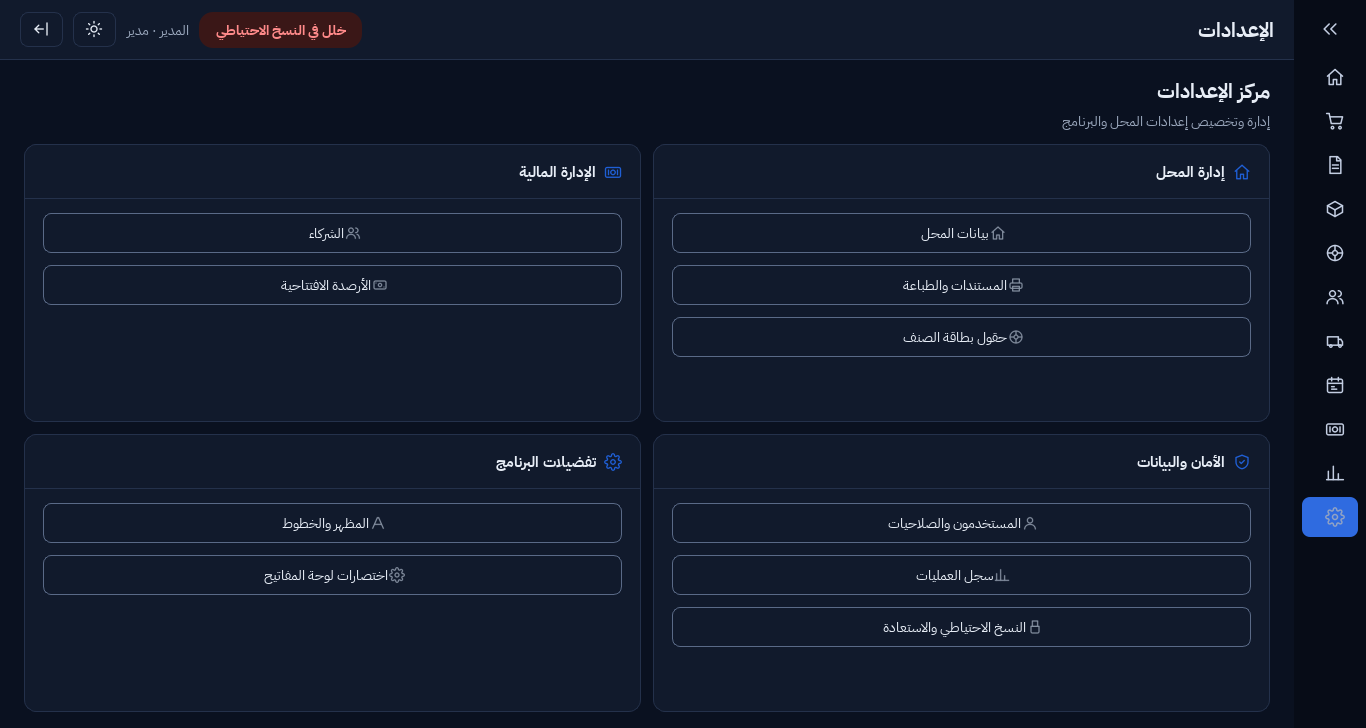 الإعدادات
خلل في النسخ الاحتياطي
المدير · مدير
مركز الإعدادات
إدارة وتخصيص إعدادات المحل والبرنامج
إدارة المحل
بيانات المحل
المستندات والطباعة
حقول بطاقة الصنف
الإدارة المالية
الشركاء
الأرصدة الافتتاحية
الأمان والبيانات
المستخدمون والصلاحيات
سجل العمليات
النسخ الاحتياطي والاستعادة
تفضيلات البرنامج
المظهر والخطوط
اختصارات لوحة المفاتيح